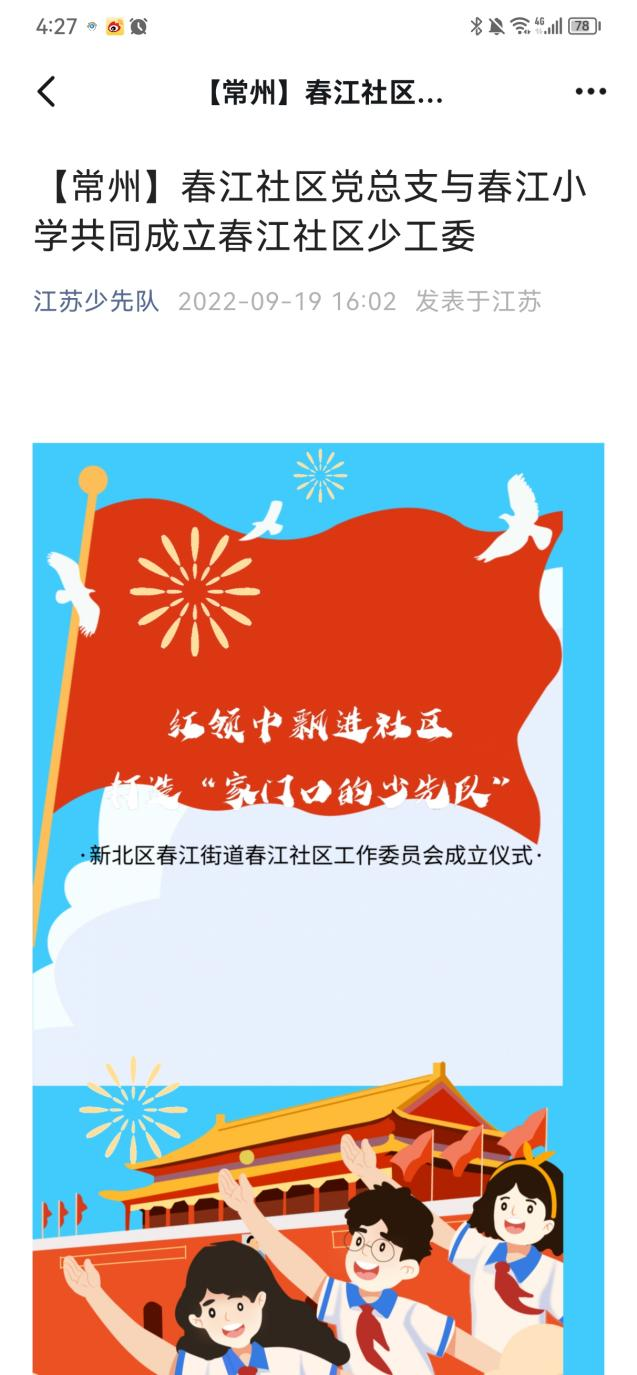 4:27
4G
78
【常州】春江社区...
【常州】春江社区党总支与春江小
学共同成立春江社区少工委
江苏少先队 2022-09-19 16:02 发表于江苏
红领巾飘进社区
打造“家门口的少先队”
·新北区春江街道春江社区工作委员会成立仪式·